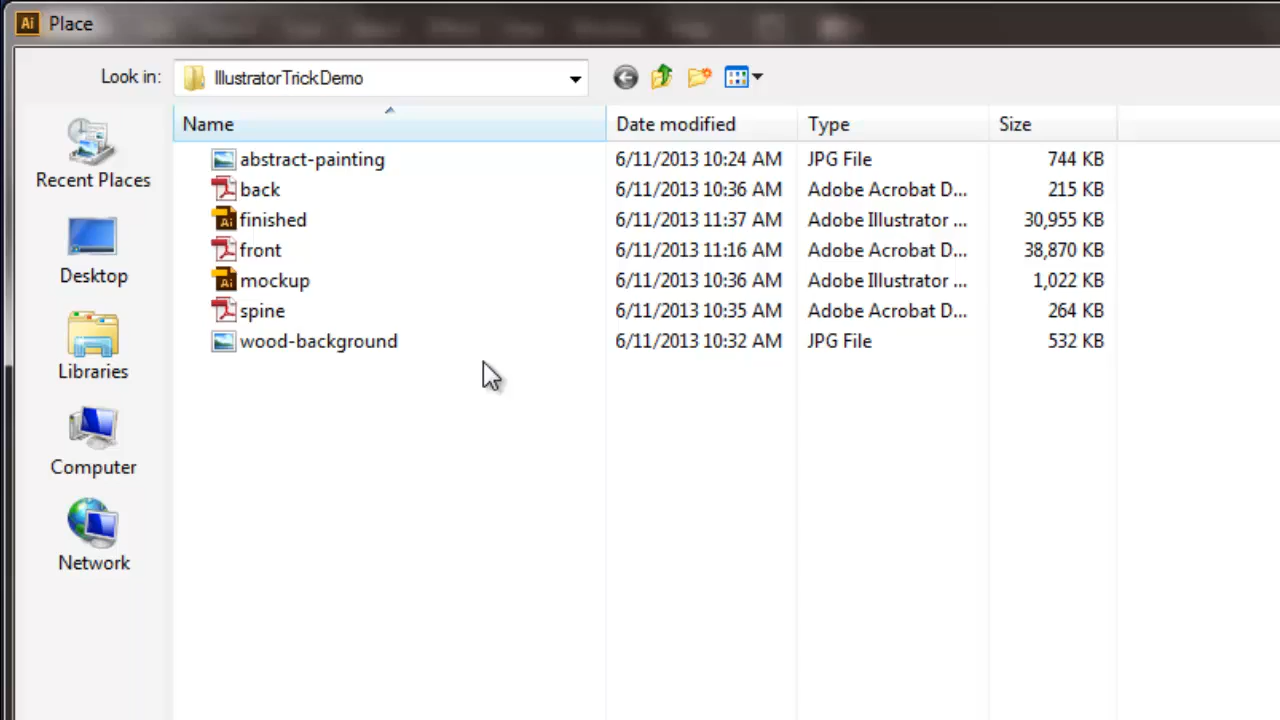 Ai Place
Look in: IllustratorTrickDemo
Name Date modified Type Size
abstract-painting 6/11/2013 10:24 AM JPG File 744 KB
back 6/11/2013 10:36 AM Adobe Acrobat D... 215 KB
Ai finished 6/11/2013 11:37 AM Adobe Illustrator ... 30,955 KB
front 6/11/2013 11:16 AM Adobe Acrobat D... 38,870 KB
Ai mockup 6/11/2013 10:36 AM Adobe Illustrator ... 1,022 KB
spine 6/11/2013 10:35 AM Adobe Acrobat D... 264 KB
wood-background 6/11/2013 10:32 AM JPG File 532 KB
Recent Places
Desktop
Libraries
Computer
Network